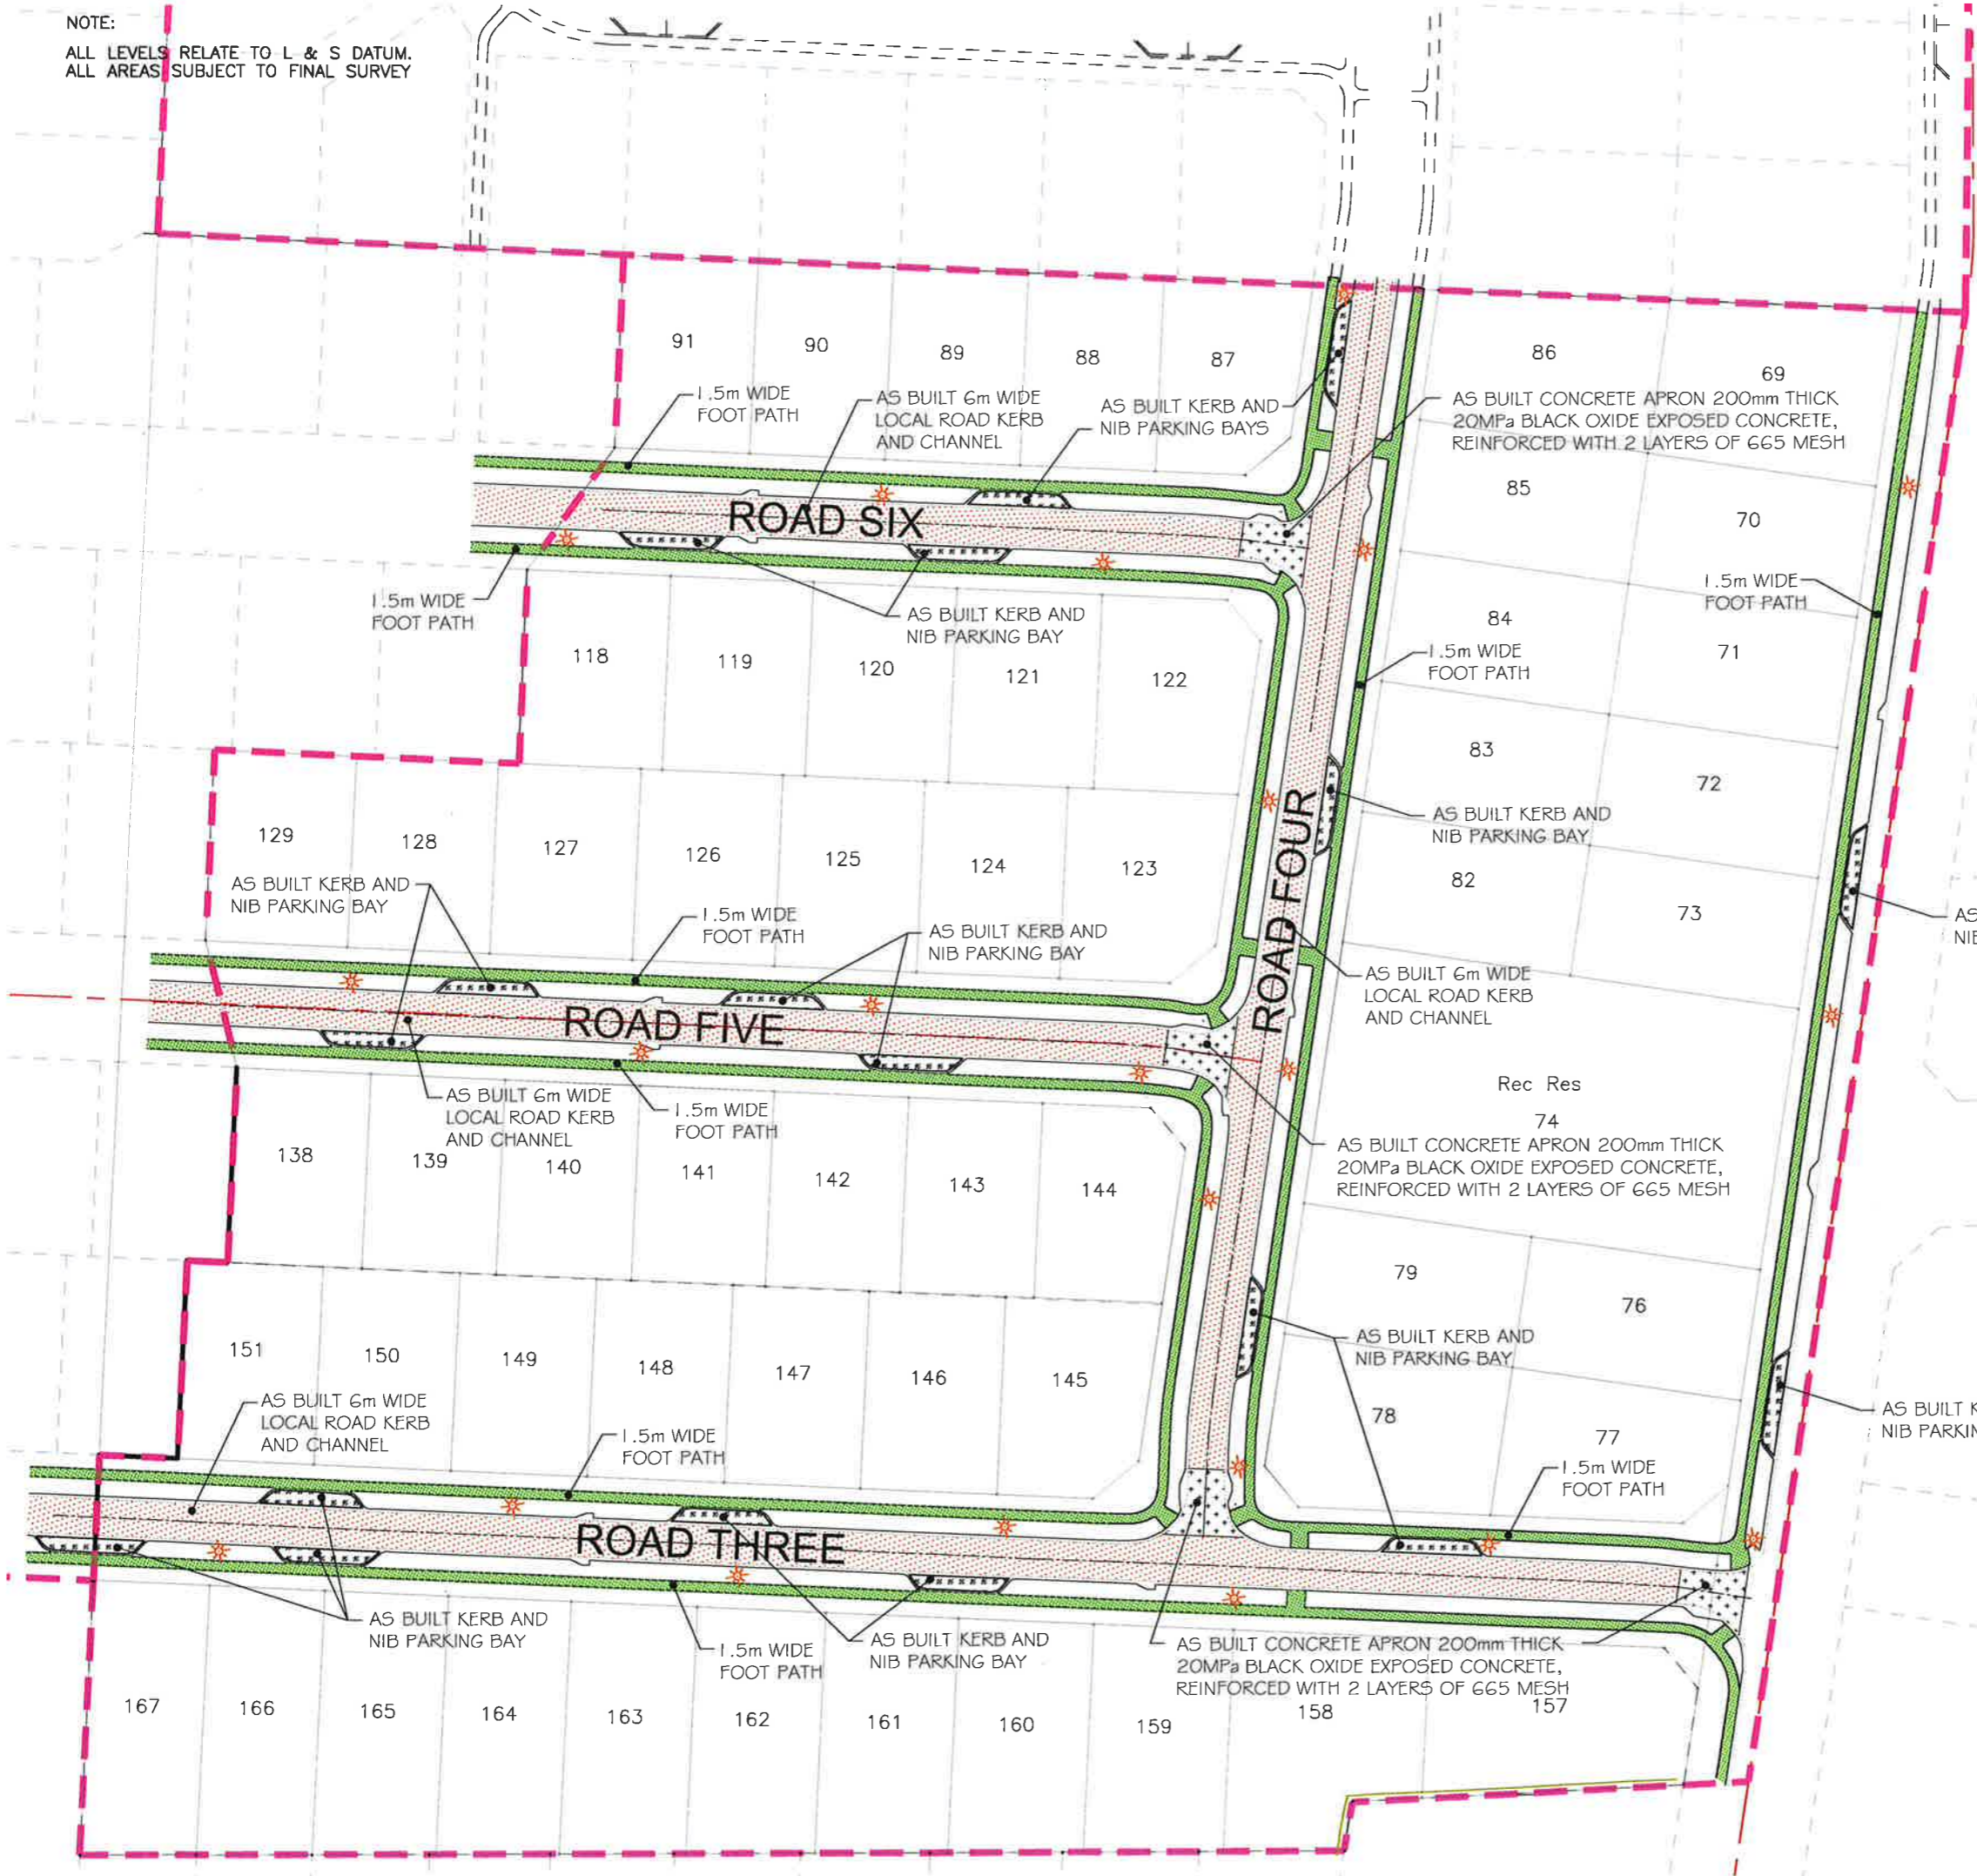 NOTE:
ALL LEVELS RELATE TO L & S DATUM.
ALL AREAS SUBJECT TO FINAL SURVEY
91
90
89
88
87
86
69
1.5m WIDE
FOOT PATH
AS BUILT 6m WIDE
LOCAL ROAD KERB
AND CHANNEL
AS BUILT KERB AND
NIB PARKING BAYS
AS BUILT CONCRETE APRON 200mm THICK
20MPa BLACK OXIDE EXPOSED CONCRETE,
REINFORCED WITH 2 LAYERS OF 665 MESH
85
70
ROAD SIX
1.5m WIDE
FOOT PATH
AS BUILT KERB AND
NIB PARKING BAY
1.5m WIDE
FOOT PATH
84
71
118
119
120
121
122
1.5m WIDE
FOOT PATH
83
72
AS BUILT KERB AND
NIB PARKING BAY
ROAD FOUR
129
128
127
126
125
124
123
82
73
AS BUILT KERB AND
NIB PARKING BAY
1.5m WIDE
FOOT PATH
AS BUILT KERB AND
NIB PARKING BAY
AS
NIB
AS BUILT 6m WIDE
LOCAL ROAD KERB
AND CHANNEL
ROAD FIVE
AS BUILT 6m WIDE
LOCAL ROAD KERB
AND CHANNEL
1.5m WIDE
FOOT PATH
Rec Res
74
AS BUILT CONCRETE APRON 200mm THICK
20MPa BLACK OXIDE EXPOSED CONCRETE,
REINFORCED WITH 2 LAYERS OF 665 MESH
138
139
140
141
142
143
144
79
76
AS BUILT KERB AND
NIB PARKING BAY
151
150
149
148
147
146
145
78
77
AS BUILT 6m WIDE
LOCAL ROAD KERB
AND CHANNEL
1.5m WIDE
FOOT PATH
1.5m WIDE
FOOT PATH
AS BUILT K
NIB PARKIN
ROAD THREE
AS BUILT KERB AND
NIB PARKING BAY
1.5m WIDE
FOOT PATH
AS BUILT KERB AND
NIB PARKING BAY
AS BUILT CONCRETE APRON 200mm THICK
20MPa BLACK OXIDE EXPOSED CONCRETE,
REINFORCED WITH 2 LAYERS OF 665 MESH
167
166
165
164
163
162
161
160
159
158
157